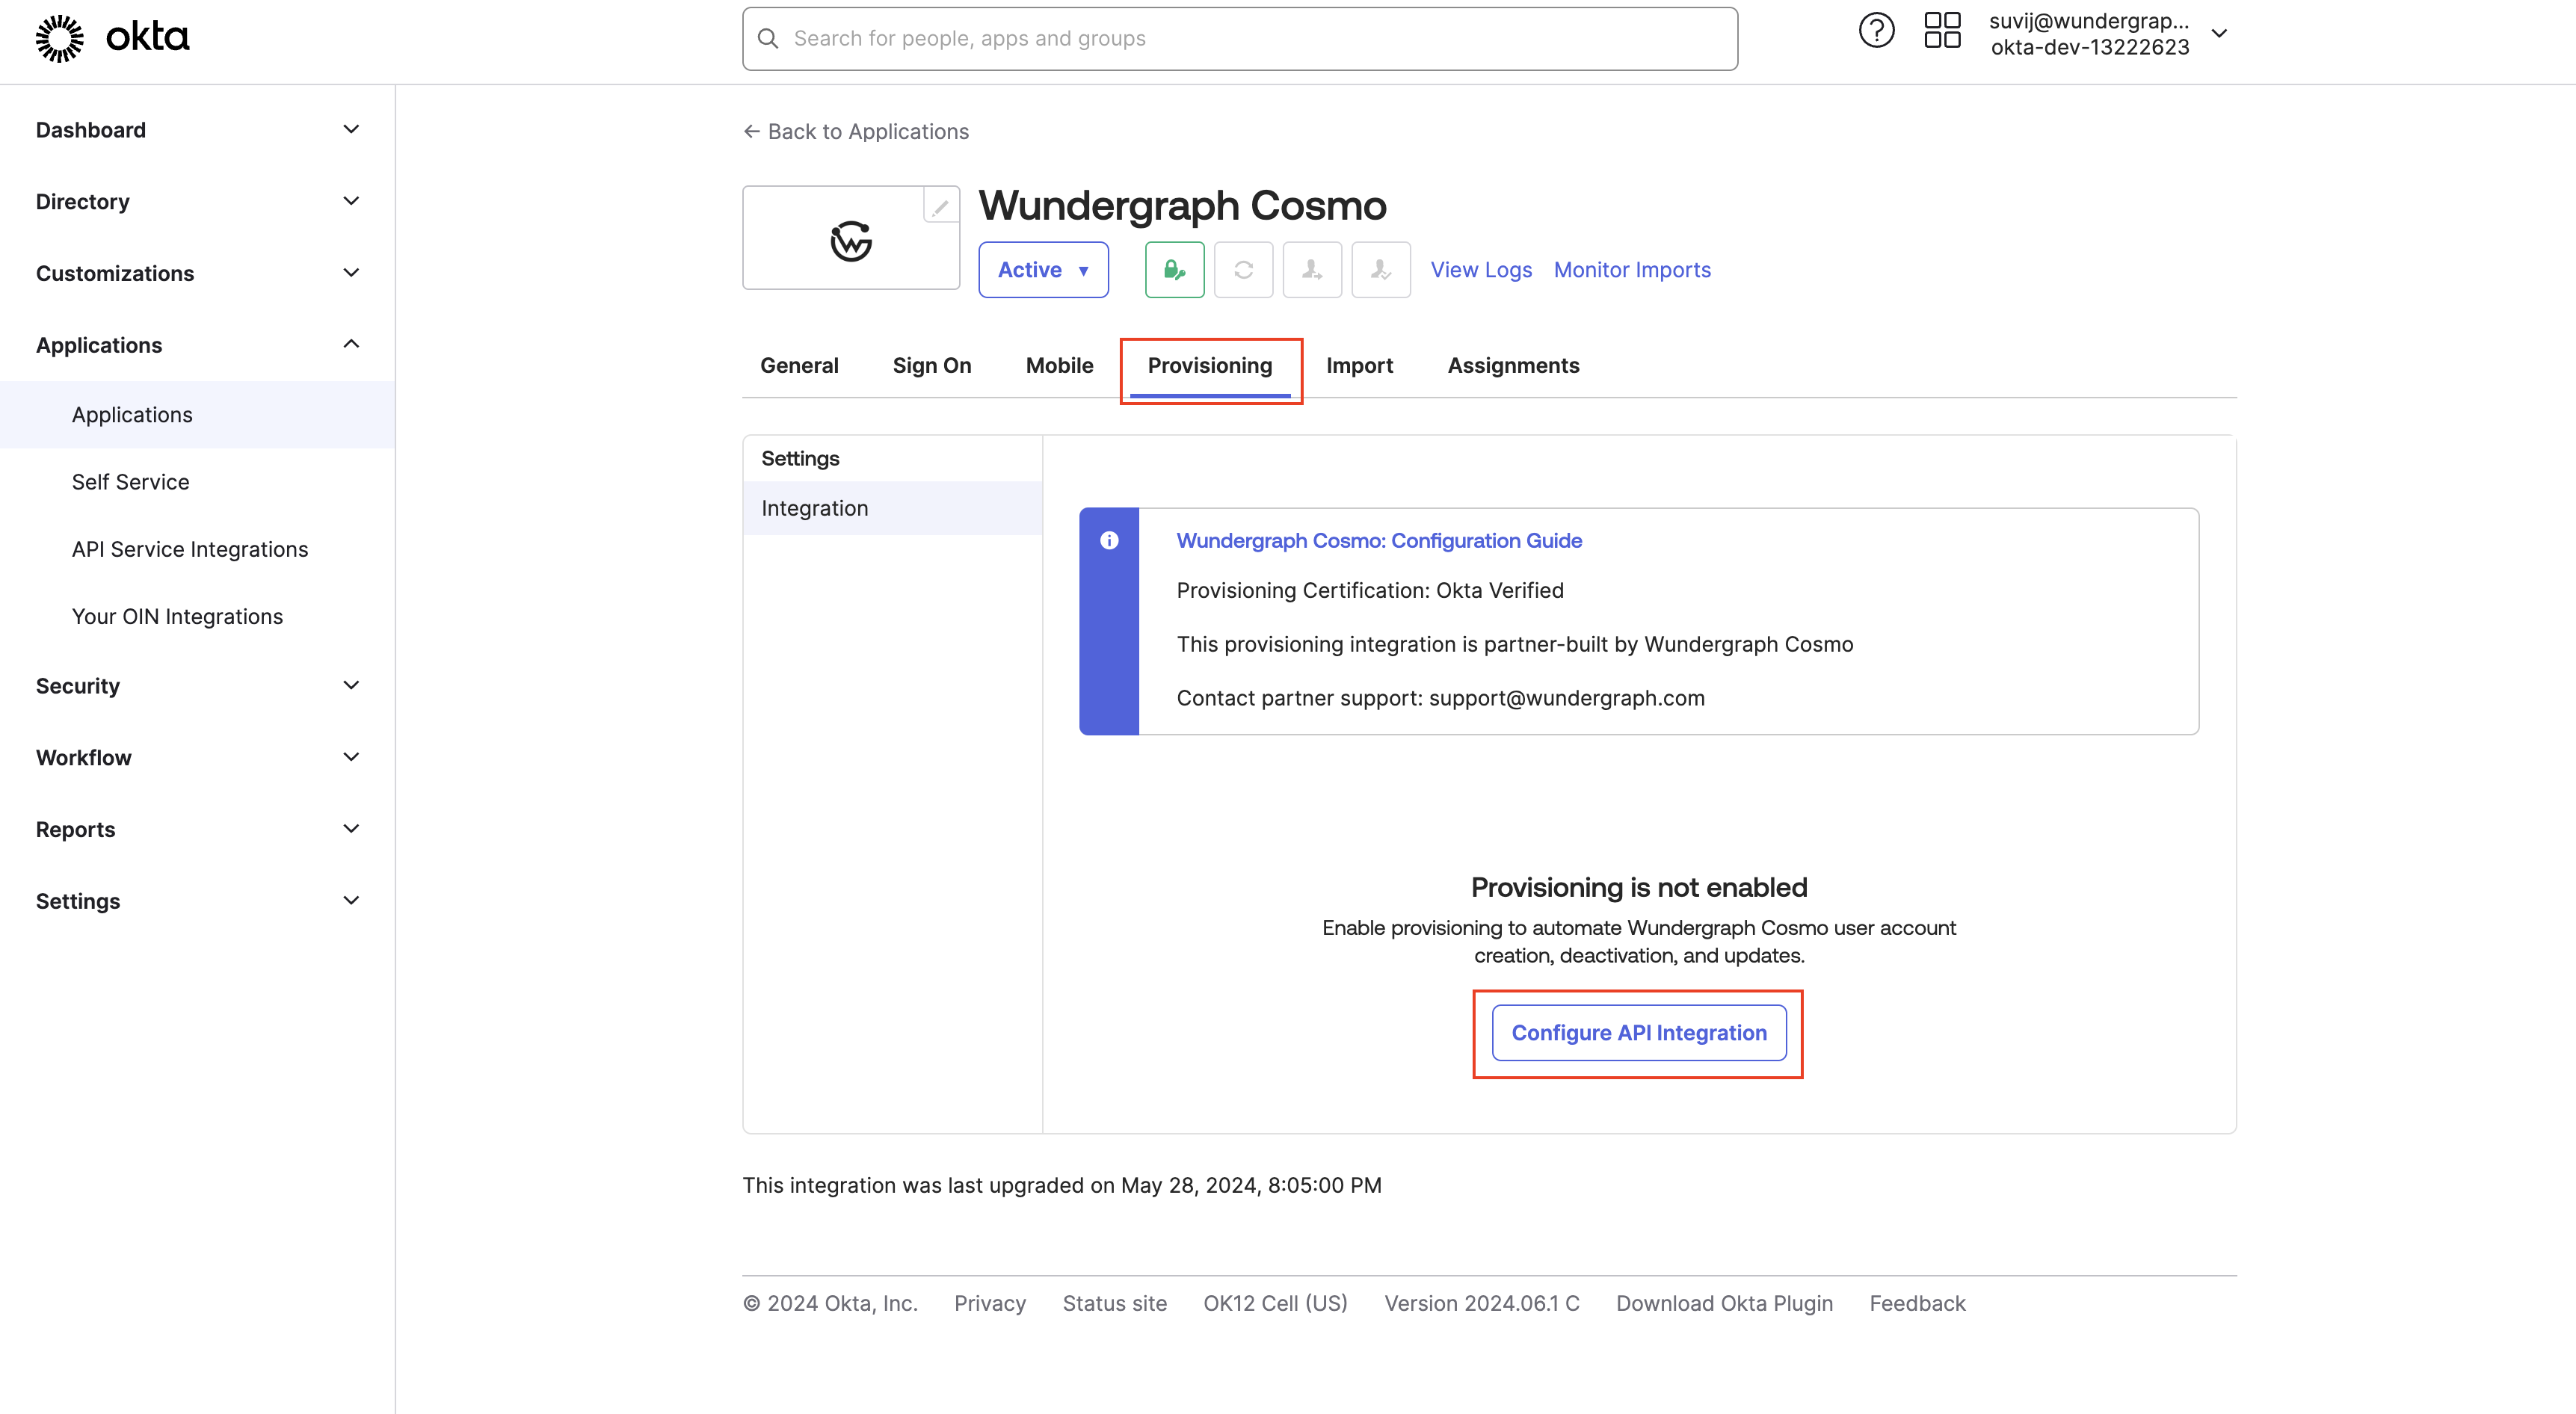 okta
Search for people, apps and groups
suvij@wundergrap...
okta-dev-13222623
Dashboard
Directory
Customizations
Applications
Applications
Self Service
API Service Integrations
Your OIN Integrations
Security
Workflow
Reports
Settings
← Back to Applications
Wundergraph Cosmo
Active
View Logs
Monitor Imports
General
Sign On
Mobile
Provisioning
Import
Assignments
Settings
Integration
Wundergraph Cosmo: Configuration Guide
Provisioning Certification: Okta Verified
This provisioning integration is partner-built by Wundergraph Cosmo
Contact partner support: support@wundergraph.com
Provisioning is not enabled
Enable provisioning to automate Wundergraph Cosmo user account
creation, deactivation, and updates.
Configure API Integration
This integration was last upgraded on May 28, 2024, 8:05:00 PM
© 2024 Okta, Inc.
Privacy
Status site
OK12 Cell (US)
Version 2024.06.1 C
Download Okta Plugin
Feedback